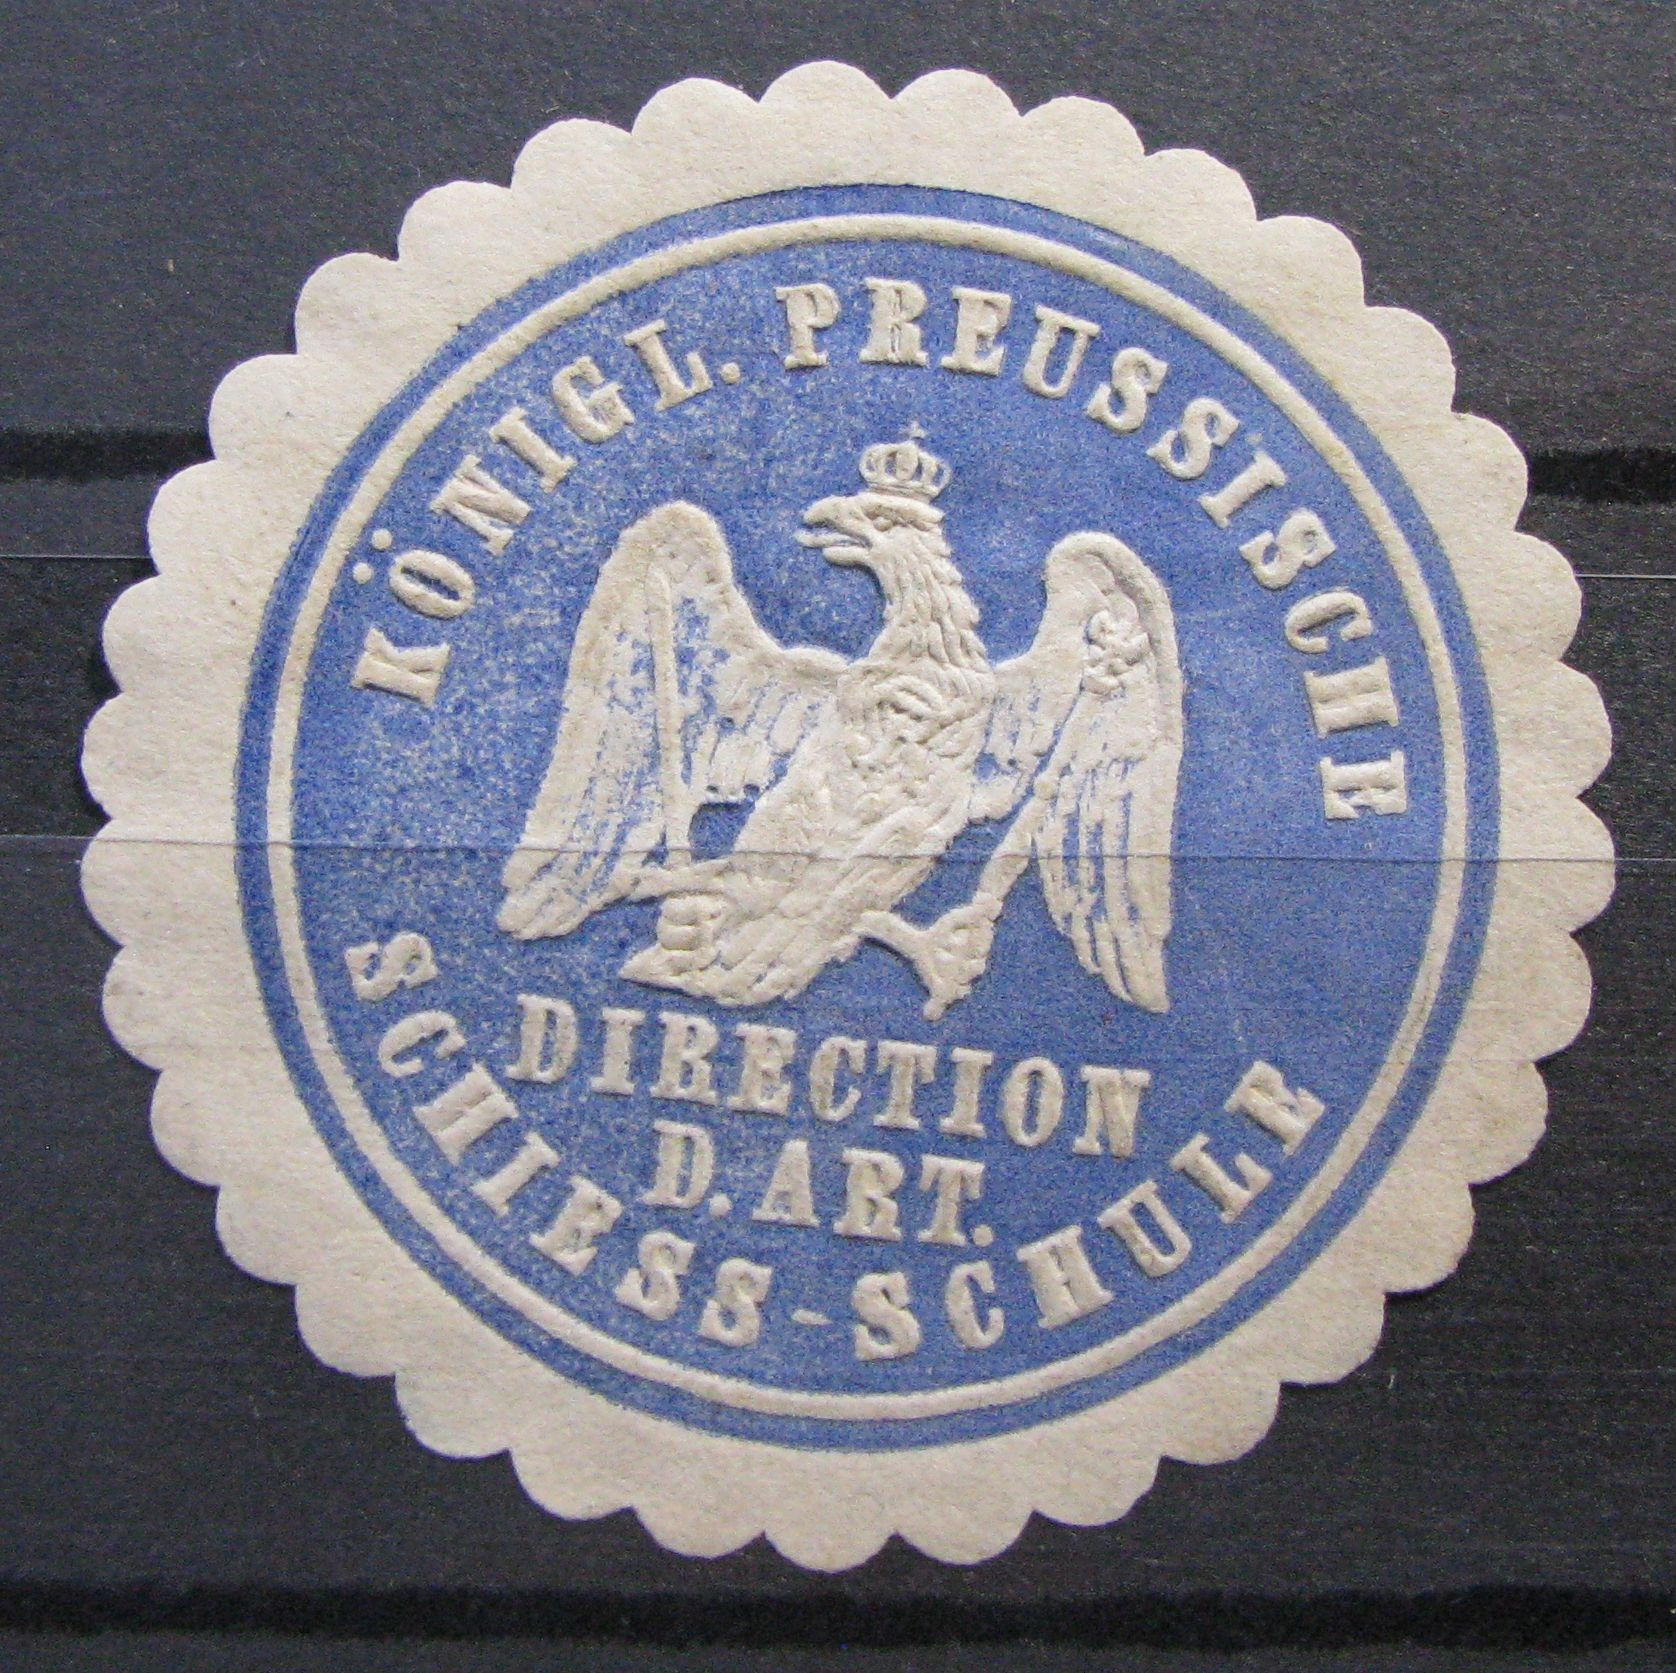 KÖNIGL. PREUSSISCHE
DIRECTION
D. ART.
SCHIESS-SCHULE